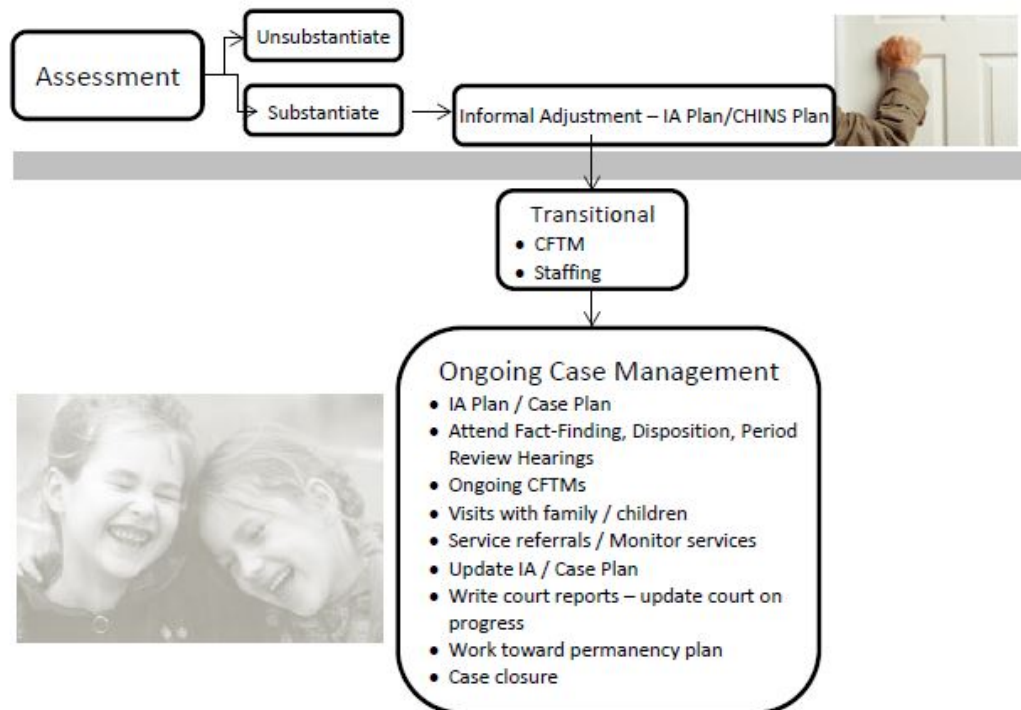 Unsubstantiate
Assessment
Substantiate
Informal Adjustment – IA Plan/CHINS Plan
Transitional
• CFTM
• Staffing
Ongoing Case Management
• IA Plan / Case Plan
• Attend Fact-Finding, Disposition, Period
Review Hearings
• Ongoing CFTMs
• Visits with family / children
• Service referrals / Monitor services
• Update IA / Case Plan
• Write court reports – update court on
progress
• Work toward permanency plan
• Case closure